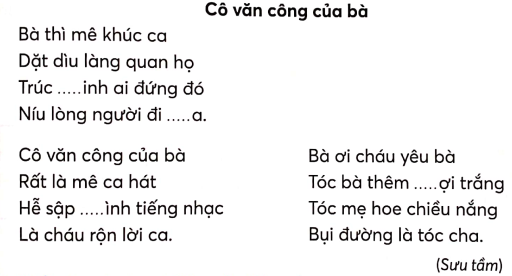 Cô văn công của bà
Bà thì mê khúc ca
Dặt dìu làng quan họ
Trúc .....inh ai đứng đó
Níu lòng người đi .....a.
Cô văn công của bà
Rất là mê ca hát
Hễ sập .....ình tiếng nhạc
Là cháu rộn lời ca.
Bà ơi cháu yêu bà
Tóc bà thêm .....ợi trắng
Tóc mẹ hoe chiều nắng
Bụi đường là tóc cha.
(Sưu tầm)